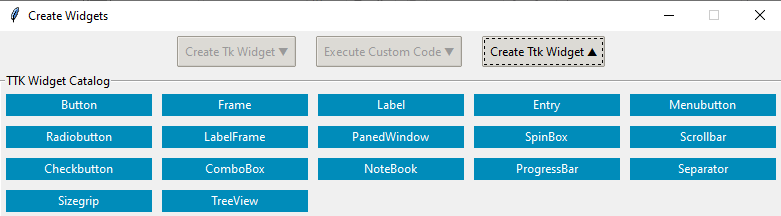 Create Widgets
Create Tk Widget ▼ Execute Custom Code ▼ Create Ttk Widget ▲
TTK Widget Catalog
Button Frame Label Entry Menubutton
Radiobutton LabelFrame PanedWindow SpinBox Scrollbar
Checkbutton ComboBox NoteBook ProgressBar Separator
Sizegrip TreeView